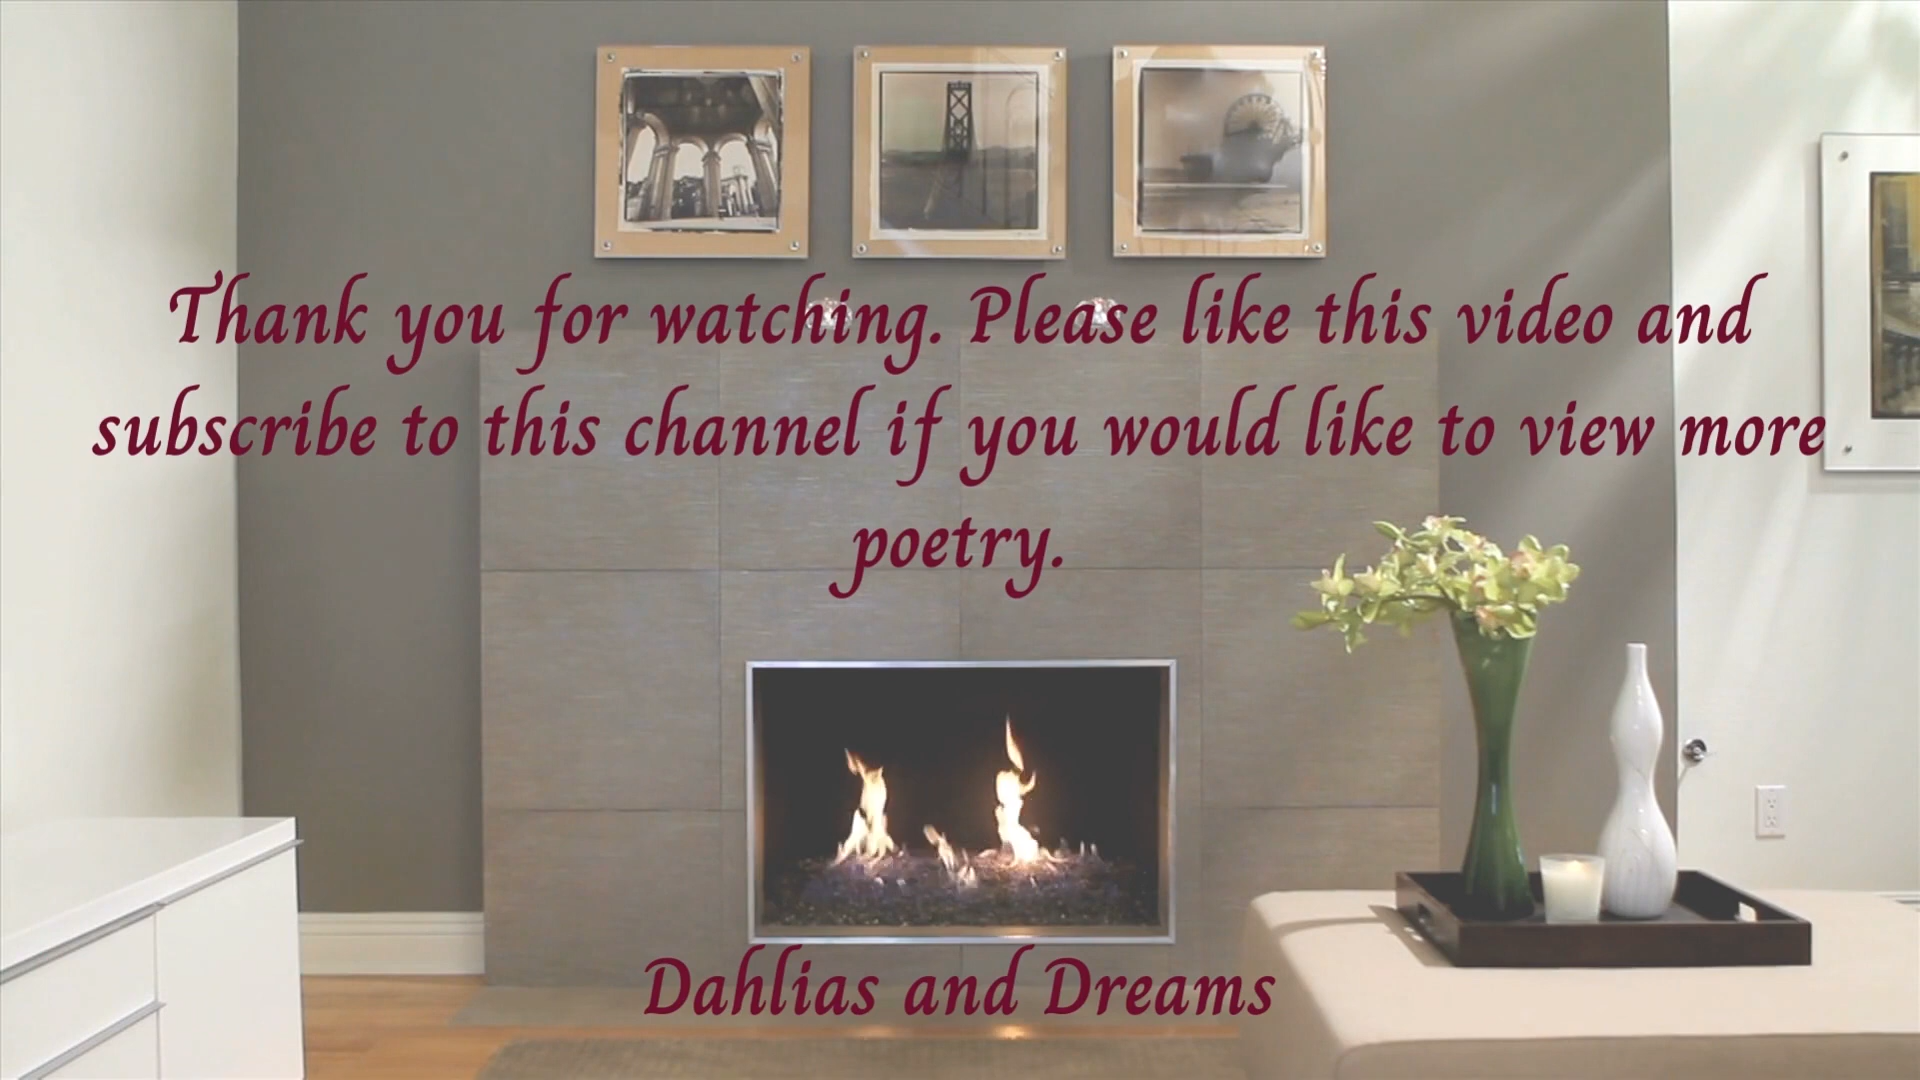 Thank you for watching. Please like this video and
subscribe to this channel if you would like to view more
poetry.
Dahlias and Dreams